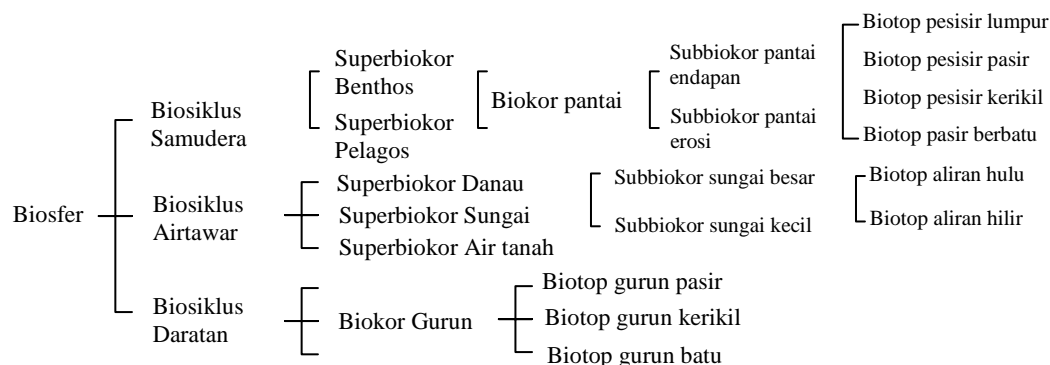 Biosfer
Biosiklus
Samudera
Superbiokor
Benthos
Superbiokor
Pelagos
Biokor pantai
Subbiokor pantai
endapan
Subbiokor pantai
erosi
Biotop pesisir lumpur
Biotop pesisir pasir
Biotop pesisir kerikil
Biotop pasir berbatu
Biosiklus
Airtawar
Superbiokor Danau
Superbiokor Sungai
Superbiokor Air tanah
Subbiokor sungai besar
Subbiokor sungai kecil
Biotop aliran hulu
Biotop aliran hilir
Biosiklus
Daratan
Biokor Gurun
Biotop gurun pasir
Biotop gurun kerikil
Biotop gurun batu